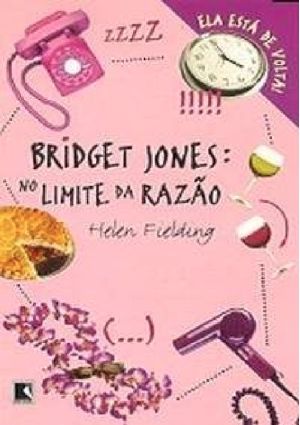 zzzz
ELA ESTÁ DE VOLTA!
!!!!!
BRIDGET JONES:
NO LIMITE DA RAZÃO
Helen Fielding
(...)